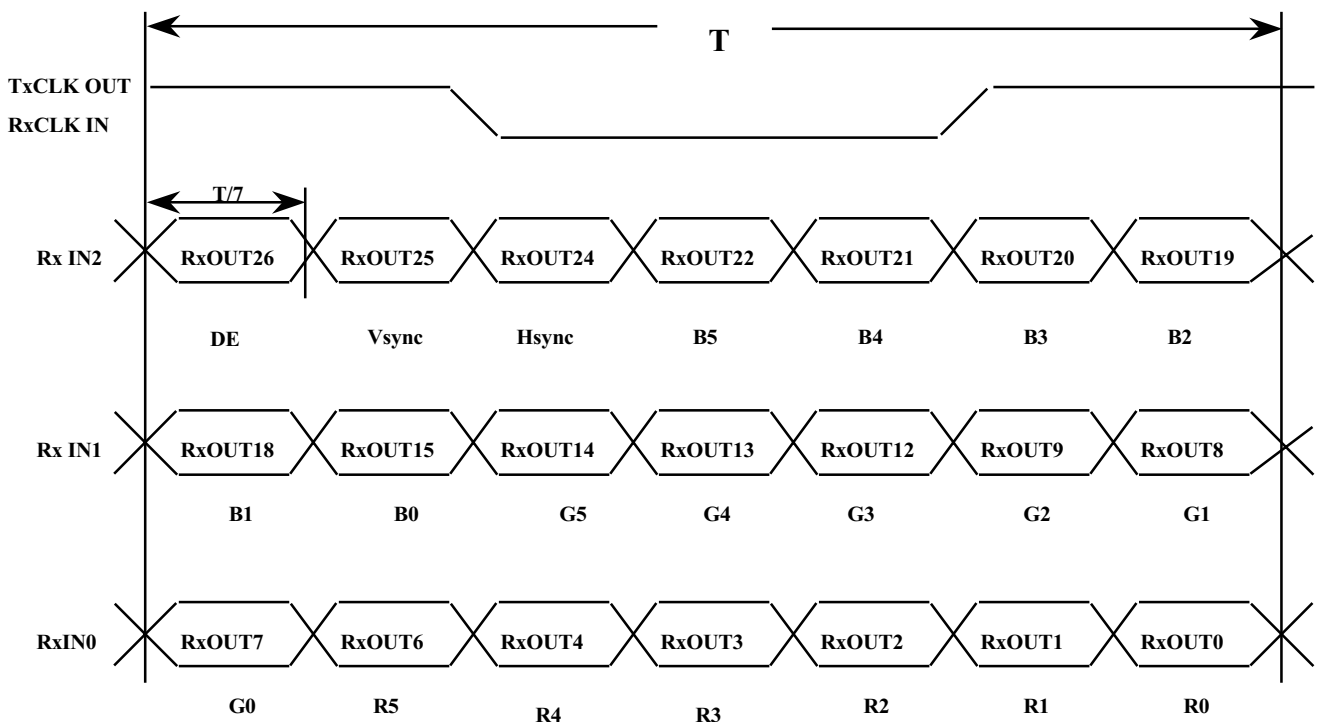 T
TxCLK OUT
RxCLK IN
T/7
Rx IN2 RxOUT26 RxOUT25 RxOUT24 RxOUT22 RxOUT21 RxOUT20 RxOUT19
DE Vsync Hsync B5 B4 B3 B2
Rx IN1 RxOUT18 RxOUT15 RxOUT14 RxOUT13 RxOUT12 RxOUT9 RxOUT8
B1 B0 G5 G4 G3 G2 G1
RxIN0 RxOUT7 RxOUT6 RxOUT4 RxOUT3 RxOUT2 RxOUT1 RxOUT0
G0 R5 R4 R3 R2 R1 R0